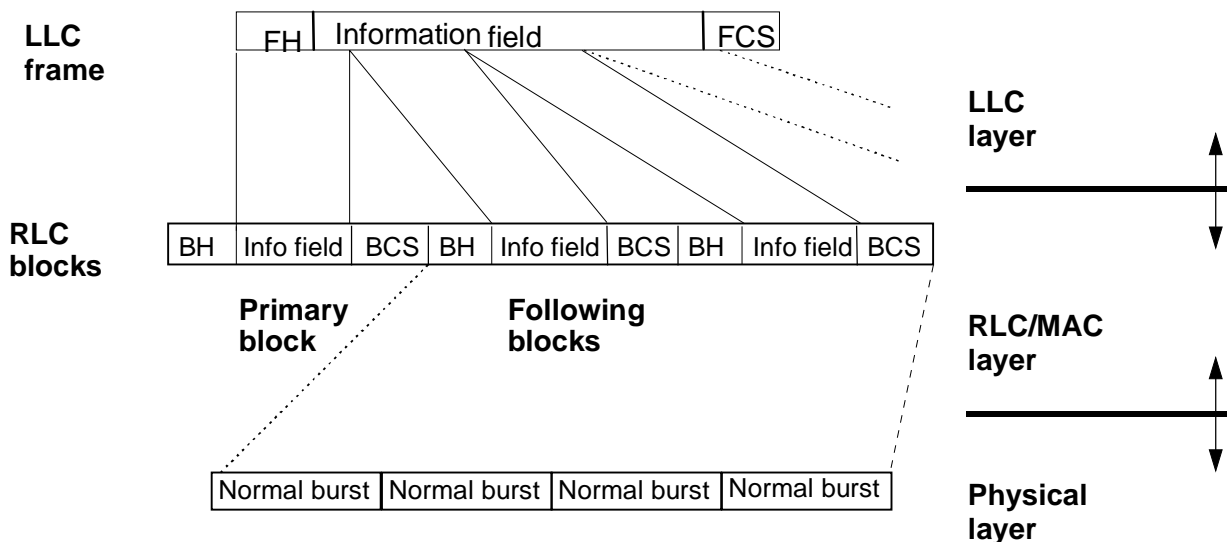 LLC
frame
FH
Information field
FCS
LLC
layer
RLC
blocks
BH
Info field
BCS
BH
Info field
BCS
BH
Info field
BCS
Primary
block
Following
blocks
RLC/MAC
layer
Normal burst
Normal burst
Normal burst
Normal burst
Physical
layer